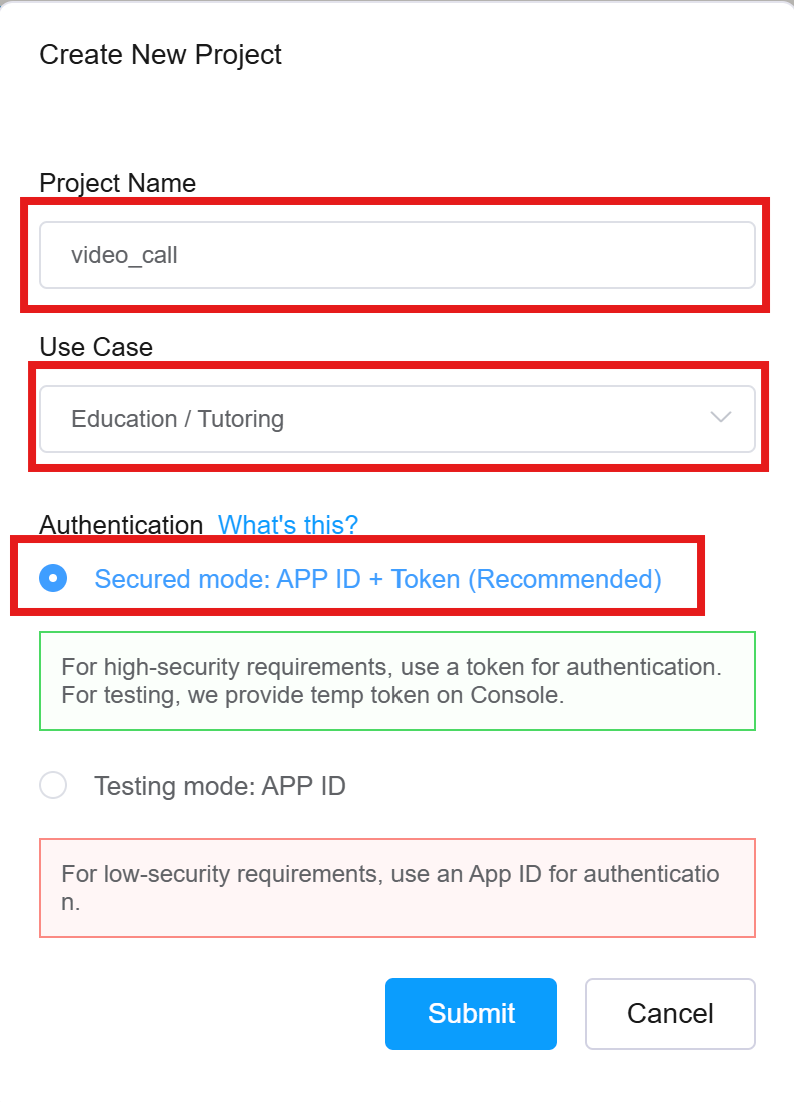 Create New Project
Project Name
video_call
Use Case
Education / Tutoring
Authentication What's this?
Secured mode: APP ID + Token (Recommended)
For high-security requirements, use a token for authentication.
For testing, we provide temp token on Console.
Testing mode: APP ID
For low-security requirements, use an App ID for authenticatio
n.
Submit Cancel